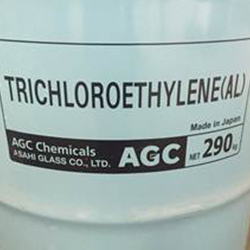 TRICHLOROETHYLENE(AL)
Made in Japan
AGC Chemicals
ASAHI GLASS CO., LTD.
AGC
NET 290kg